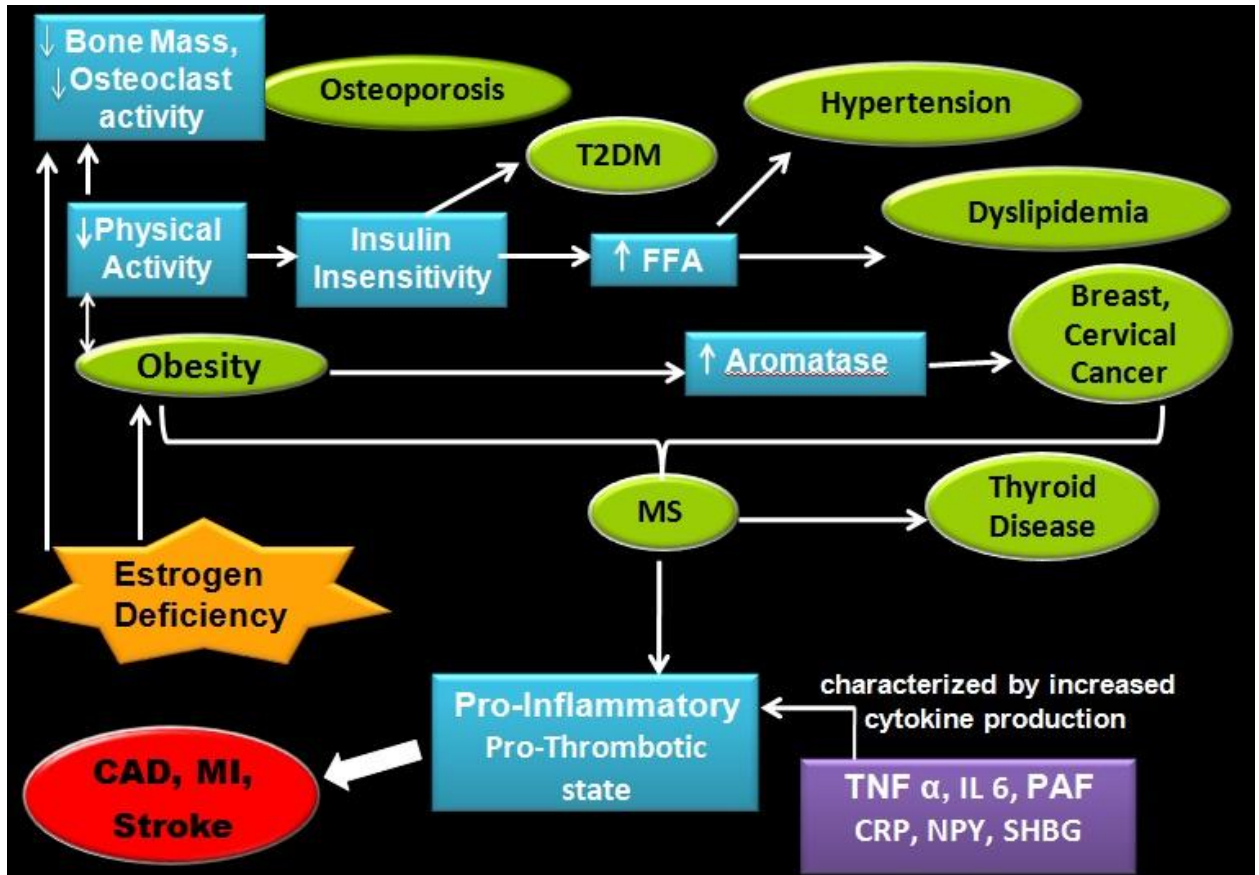 ↓ Bone Mass,
↓Osteoclast
activity
Osteoporosis
Hypertension
T2DM
Dyslipidemia
↓Physical
Activity
Insulin
Insensitivity
↑ FFA
Breast,
Cervical
Cancer
Obesity
↑ Aromatase
MS
Thyroid
Disease
Estrogen
Deficiency
Pro-Inflammatory
Pro-Thrombotic
state
characterized by increased
cytokine production
CAD, MI,
Stroke
TNF α, IL 6, PAF
CRP, NPY, SHBG